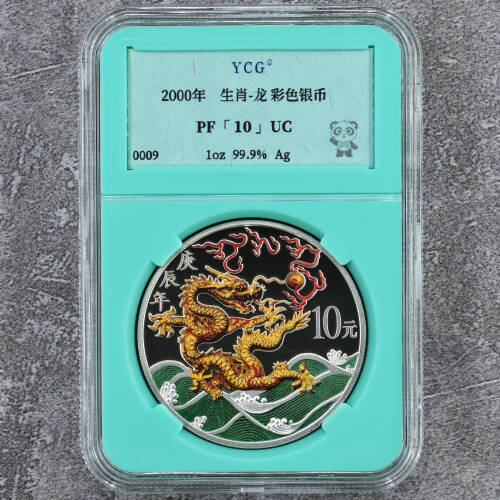 YCG®
2000年 生肖-龙 彩色银币
PF「10」UC
0009 1oz 99.9% Ag
庚辰年
10元